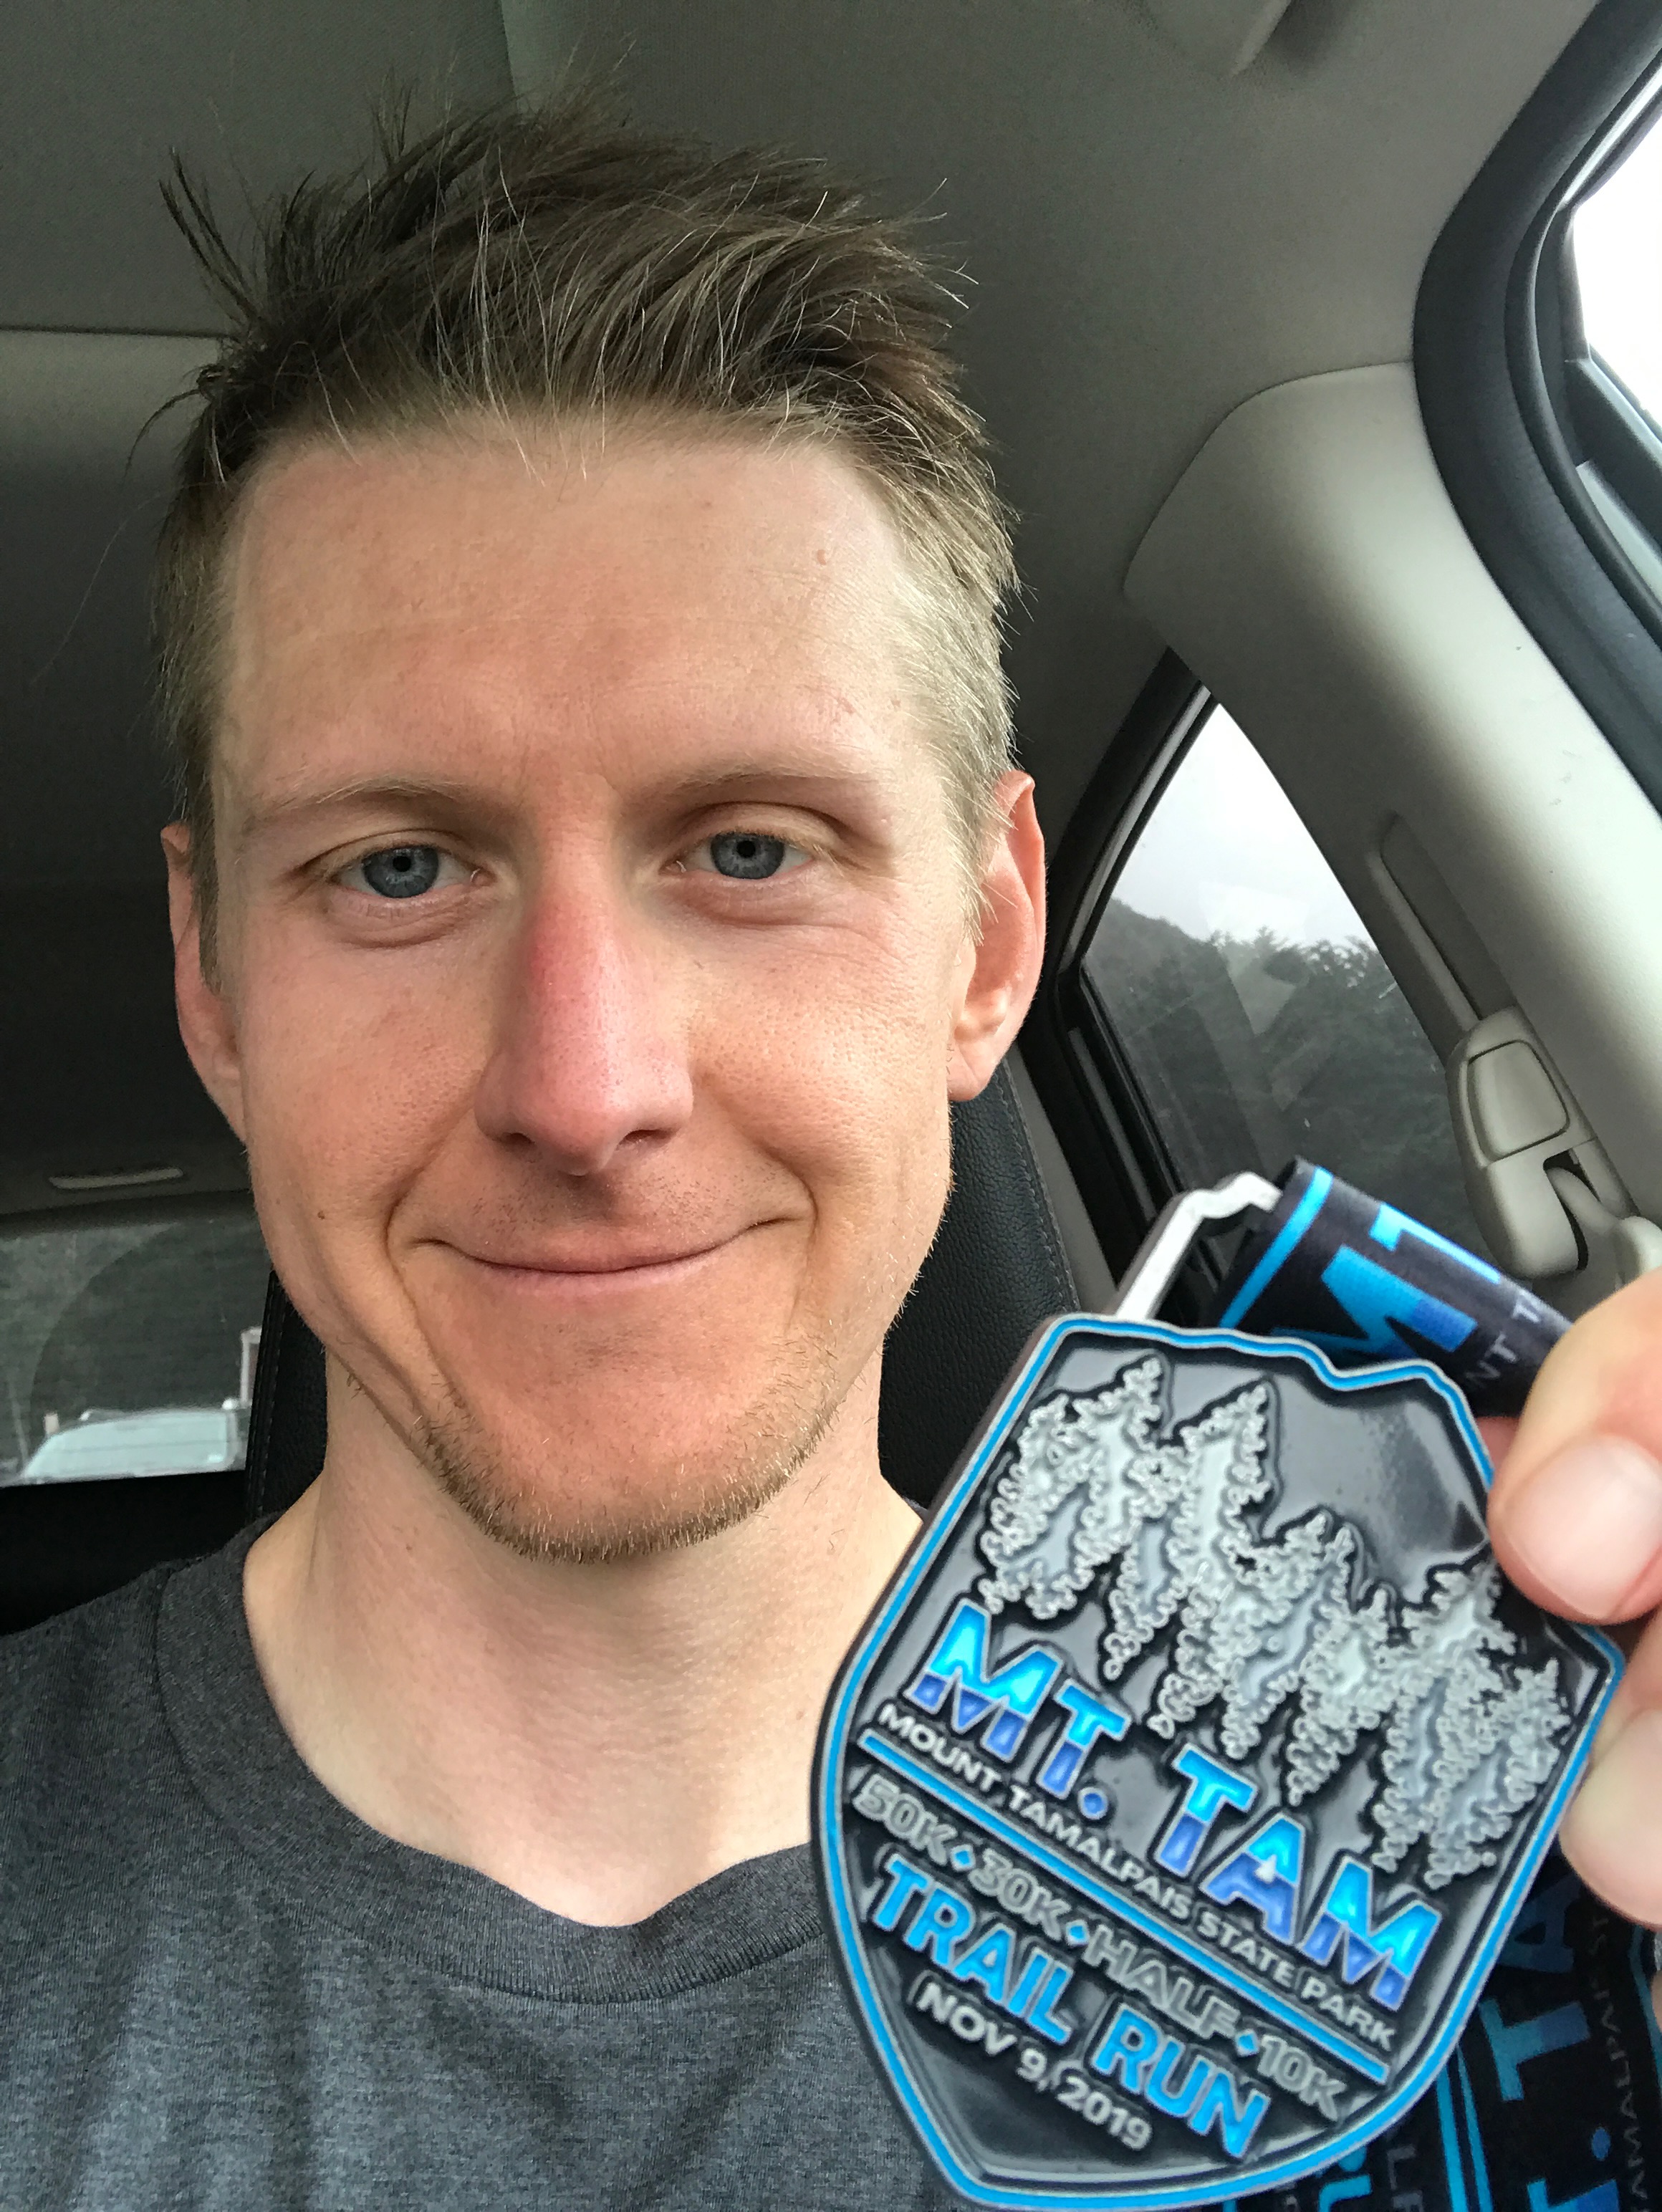 MT. TAM
MOUNT TAMALPAIS STATE PARK
50K•30K•HALF•10K
TRAIL RUN
NOV 9, 2019